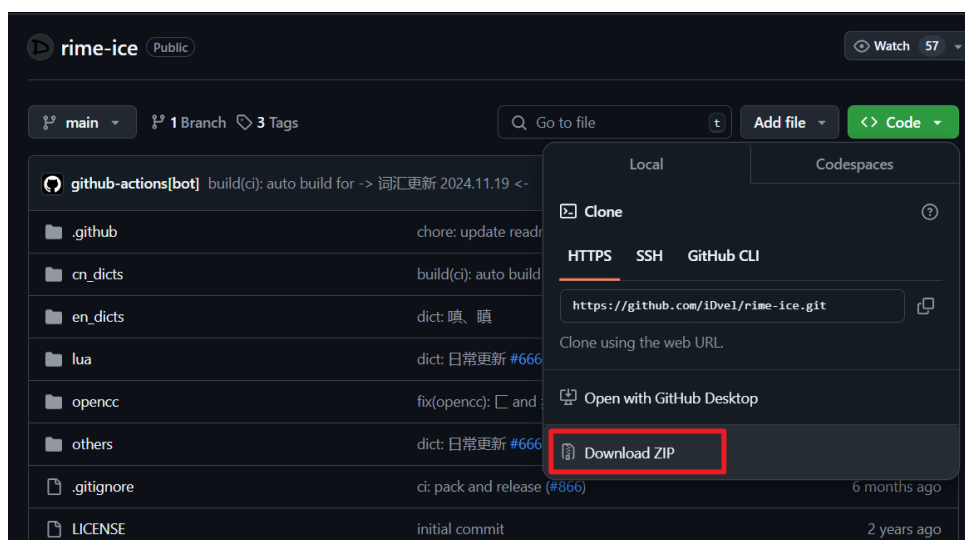 rime-ice Public
Watch 57
main 1 Branch 3 Tags
Go to file t
Add file
Code
github-actions[bot] build(ci): auto build for -> 词汇更新 2024.11.19 <-
.github chore: update readr
cn_dicts build(ci): auto build
en_dicts dict: 嗔、瞋
lua dict: 日常更新 #666
opencc fix(opencc): 匚 and
others dict: 日常更新 #666
.gitignore ci: pack and release (#866) 6 months ago
LICENSE initial commit 2 years ago
Local Codespaces
Clone
HTTPS SSH GitHub CLI
https://github.com/iDvel/rime-ice.git
Clone using the web URL.
Open with GitHub Desktop
Download ZIP